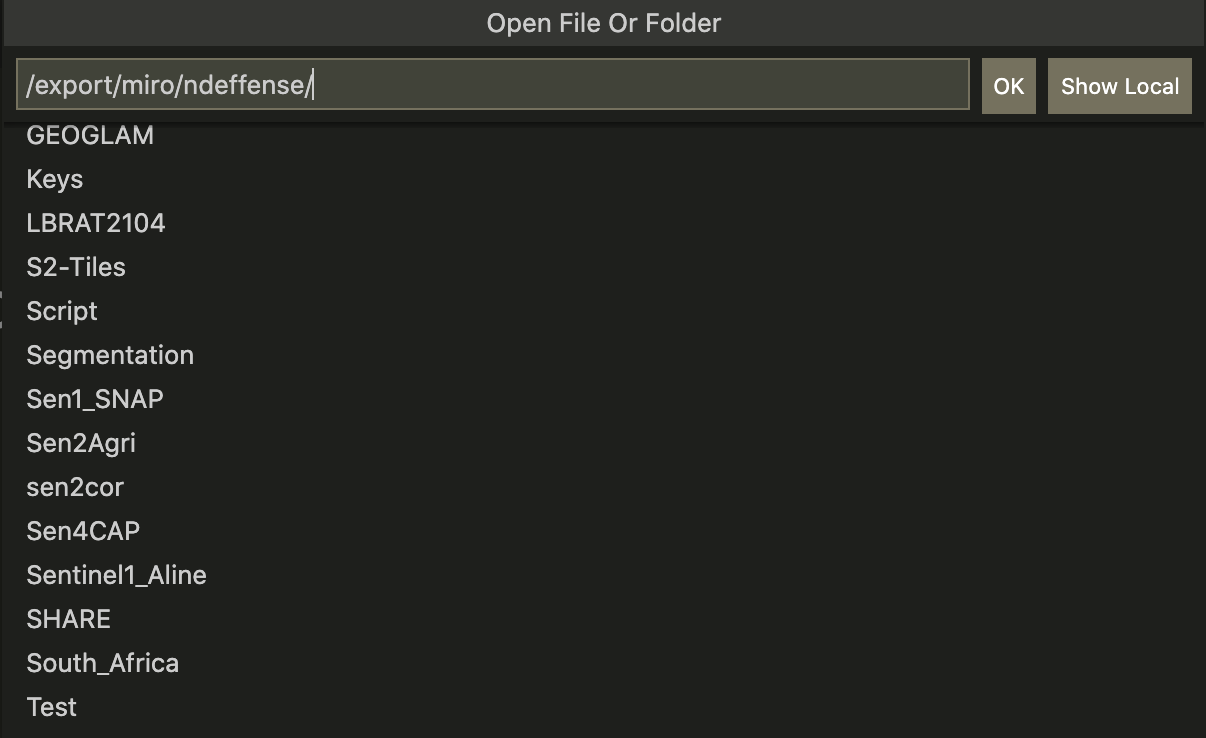 Open File Or Folder
/export/miro/ndeffense/
OK
Show Local
GEOGLAM
Keys
LBRAT2104
S2-Tiles
Script
Segmentation
Sen1_SNAP
Sen2Agri
sen2cor
Sen4CAP
Sentinel1_Aline
SHARE
South_Africa
Test